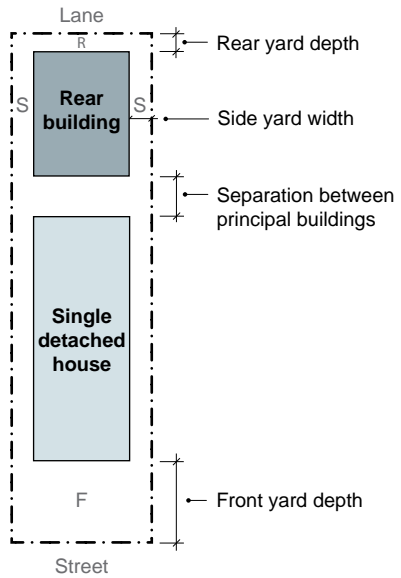 Lane
R
Rear yard depth
Rear
building
S
S
Side yard width
Separation between
principal buildings
Single
detached
house
F
Front yard depth
Street